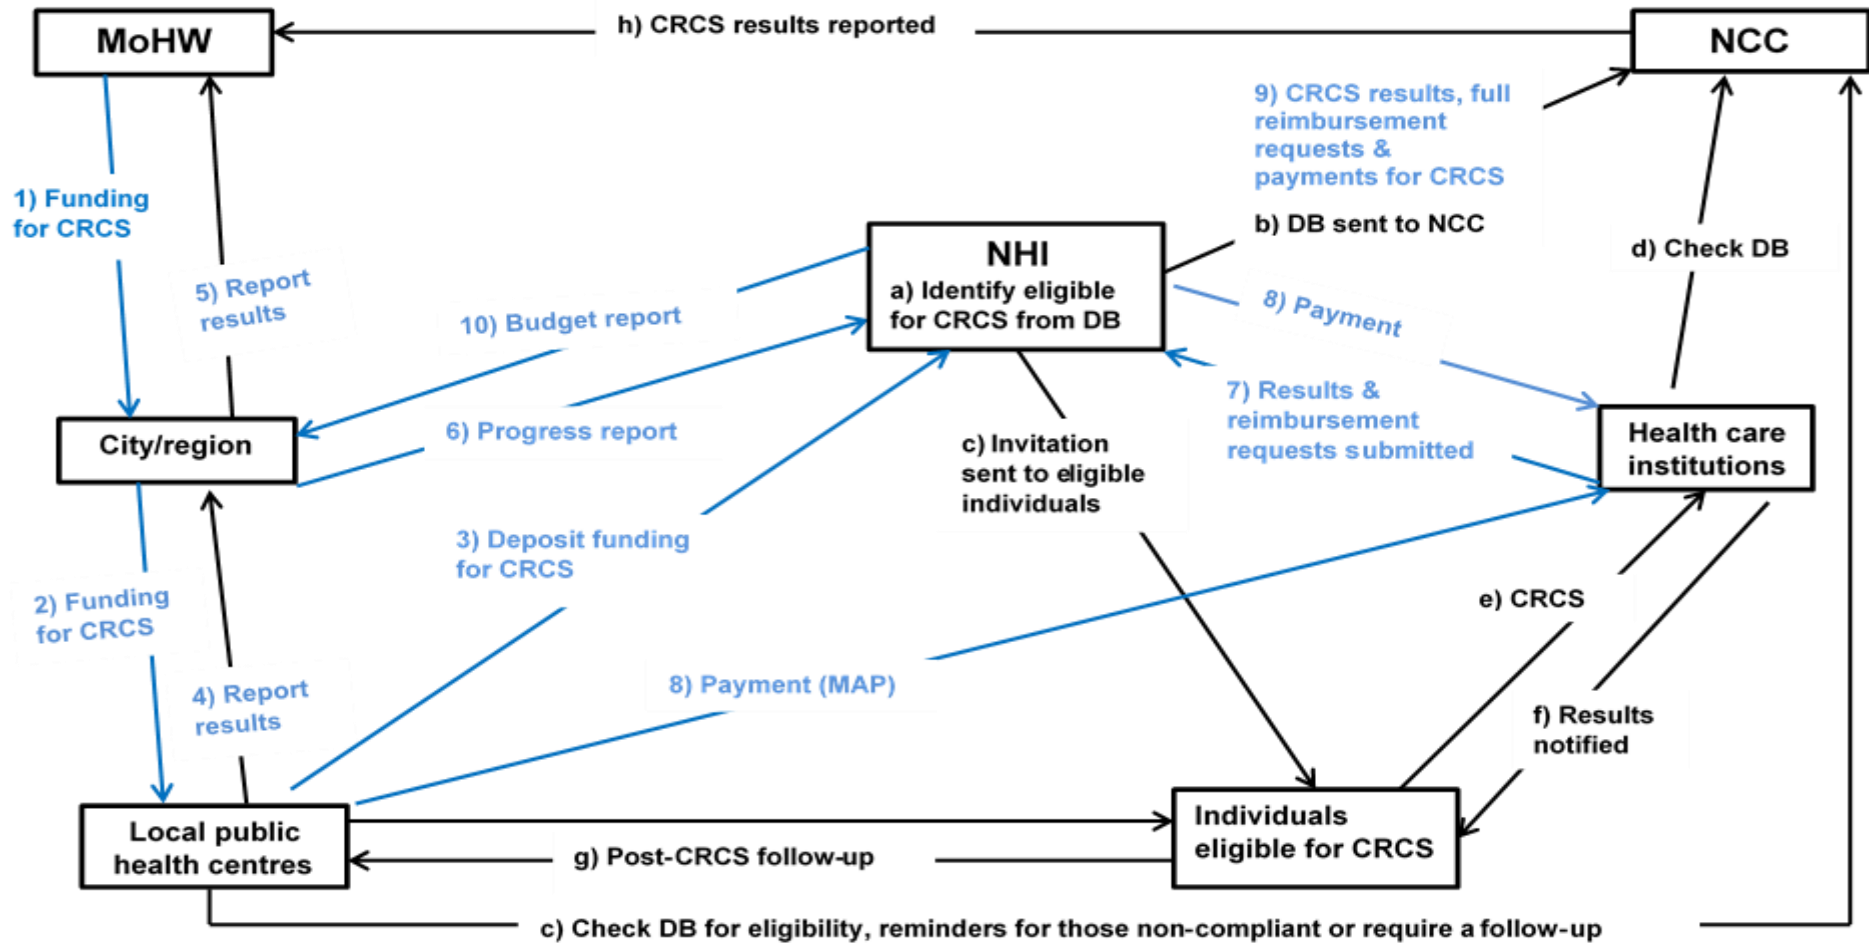 MoHW
h) CRCS results reported
NCC
9) CRCS results, full
reimbursement
requests &
payments for CRCS
1) Funding
for CRCS
b) DB sent to NCC
NHI
a) Identify eligible
for CRCS from DB
d) Check DB
5) Report
results
10) Budget report
8) Payment
City/region
6) Progress report
7) Results &
reimbursement
requests submitted
Health care
institutions
c) Invitation
sent to eligible
individuals
3) Deposit funding
for CRCS
2) Funding
for CRCS
e) CRCS
4) Report
results
8) Payment (MAP)
f) Results
notified
Local public
health centres
Individuals
eligible for CRCS
g) Post-CRCS follow-up
c) Check DB for eligibility, reminders for those non-compliant or require a follow-up